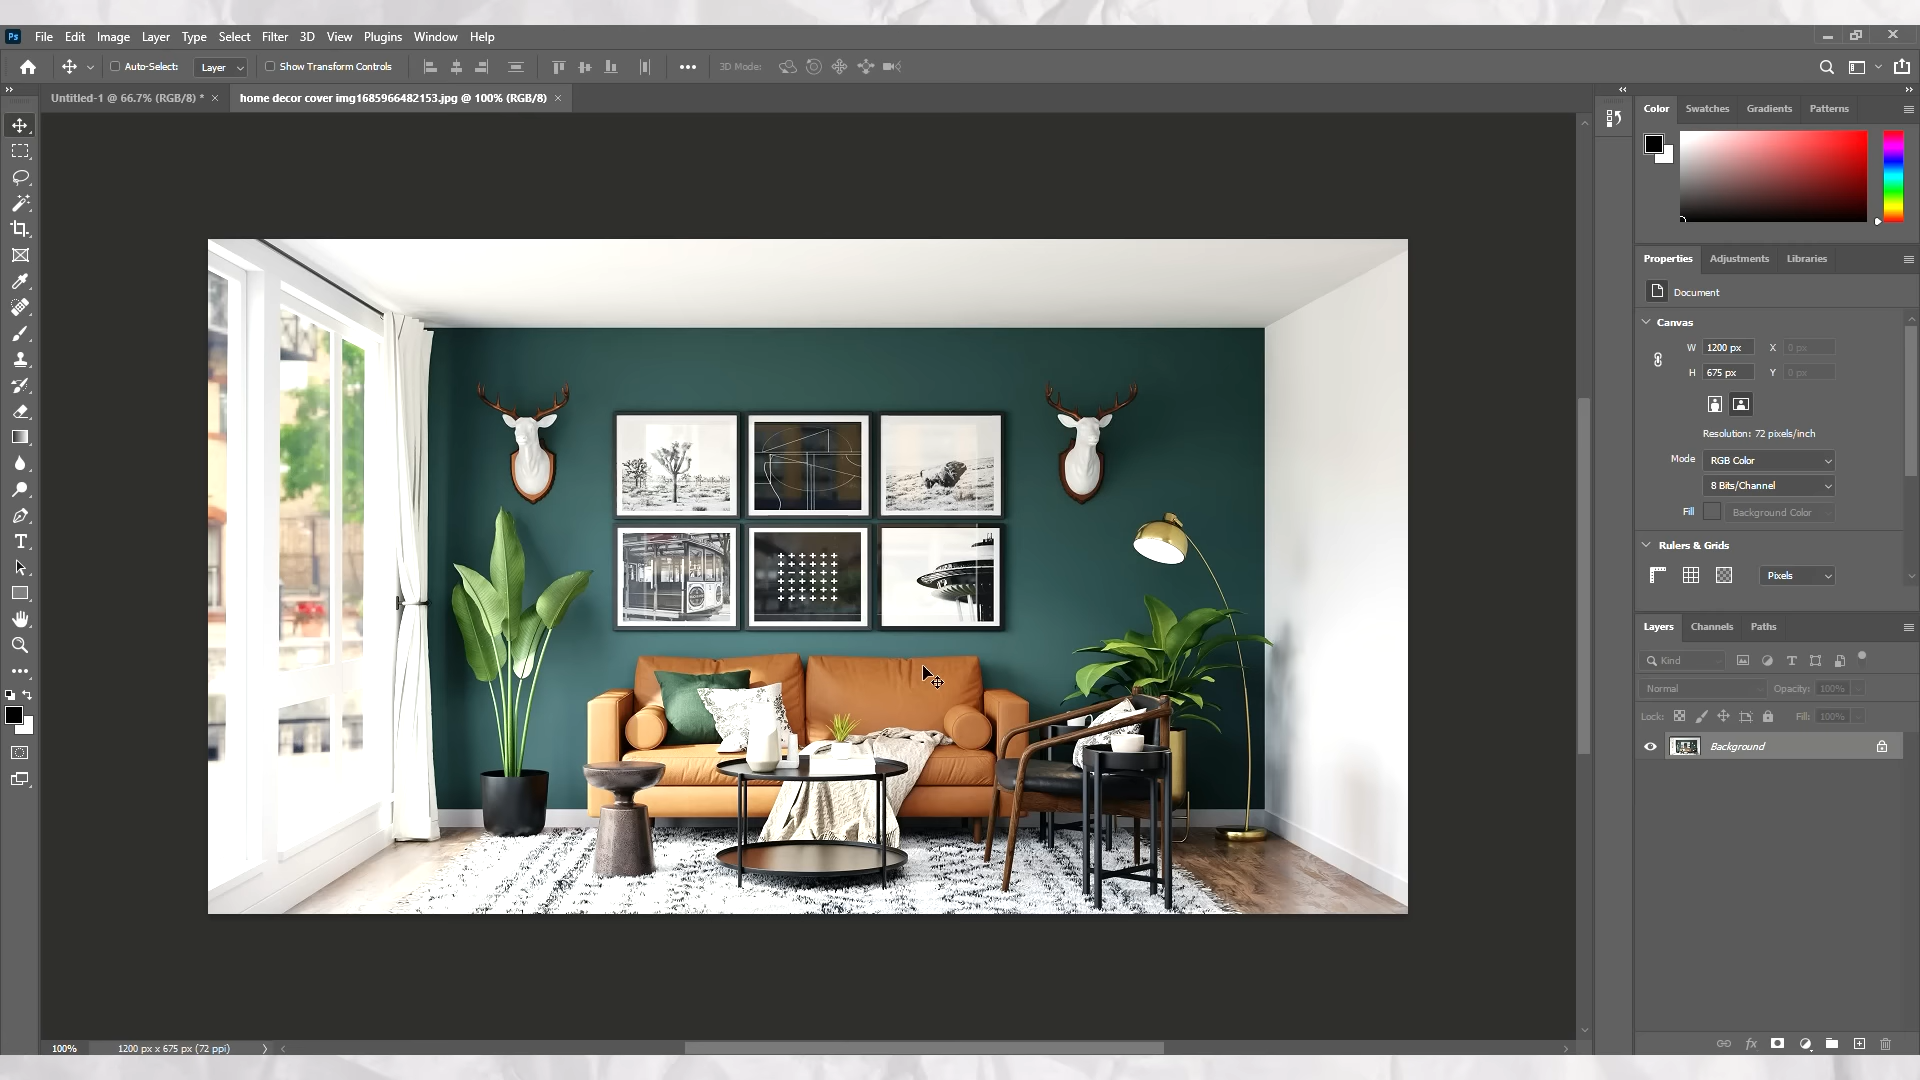 Ps File Edit Image Layer Type Select Filter 3D View Plugins Window Help
Auto-Select: Layer Show Transform Controls 3D Mode:
Untitled-1 @ 66.7% (RGB/8) * × home decor cover img1685966482153.jpg @ 100% (RGB/8) ×
Color Swatches Gradients Patterns
Properties Adjustments Libraries
Document
Canvas
W 1200 px X 0 px
H 675 px Y 0 px
Resolution: 72 pixels/inch
Mode RGB Color
8 Bits/Channel
Fill Background Color
Rulers & Grids
Pixels
Layers Channels Paths
Kind
Normal Opacity: 100%
Lock: Fill: 100%
Background
100% 1200 px x 675 px (72 ppi)